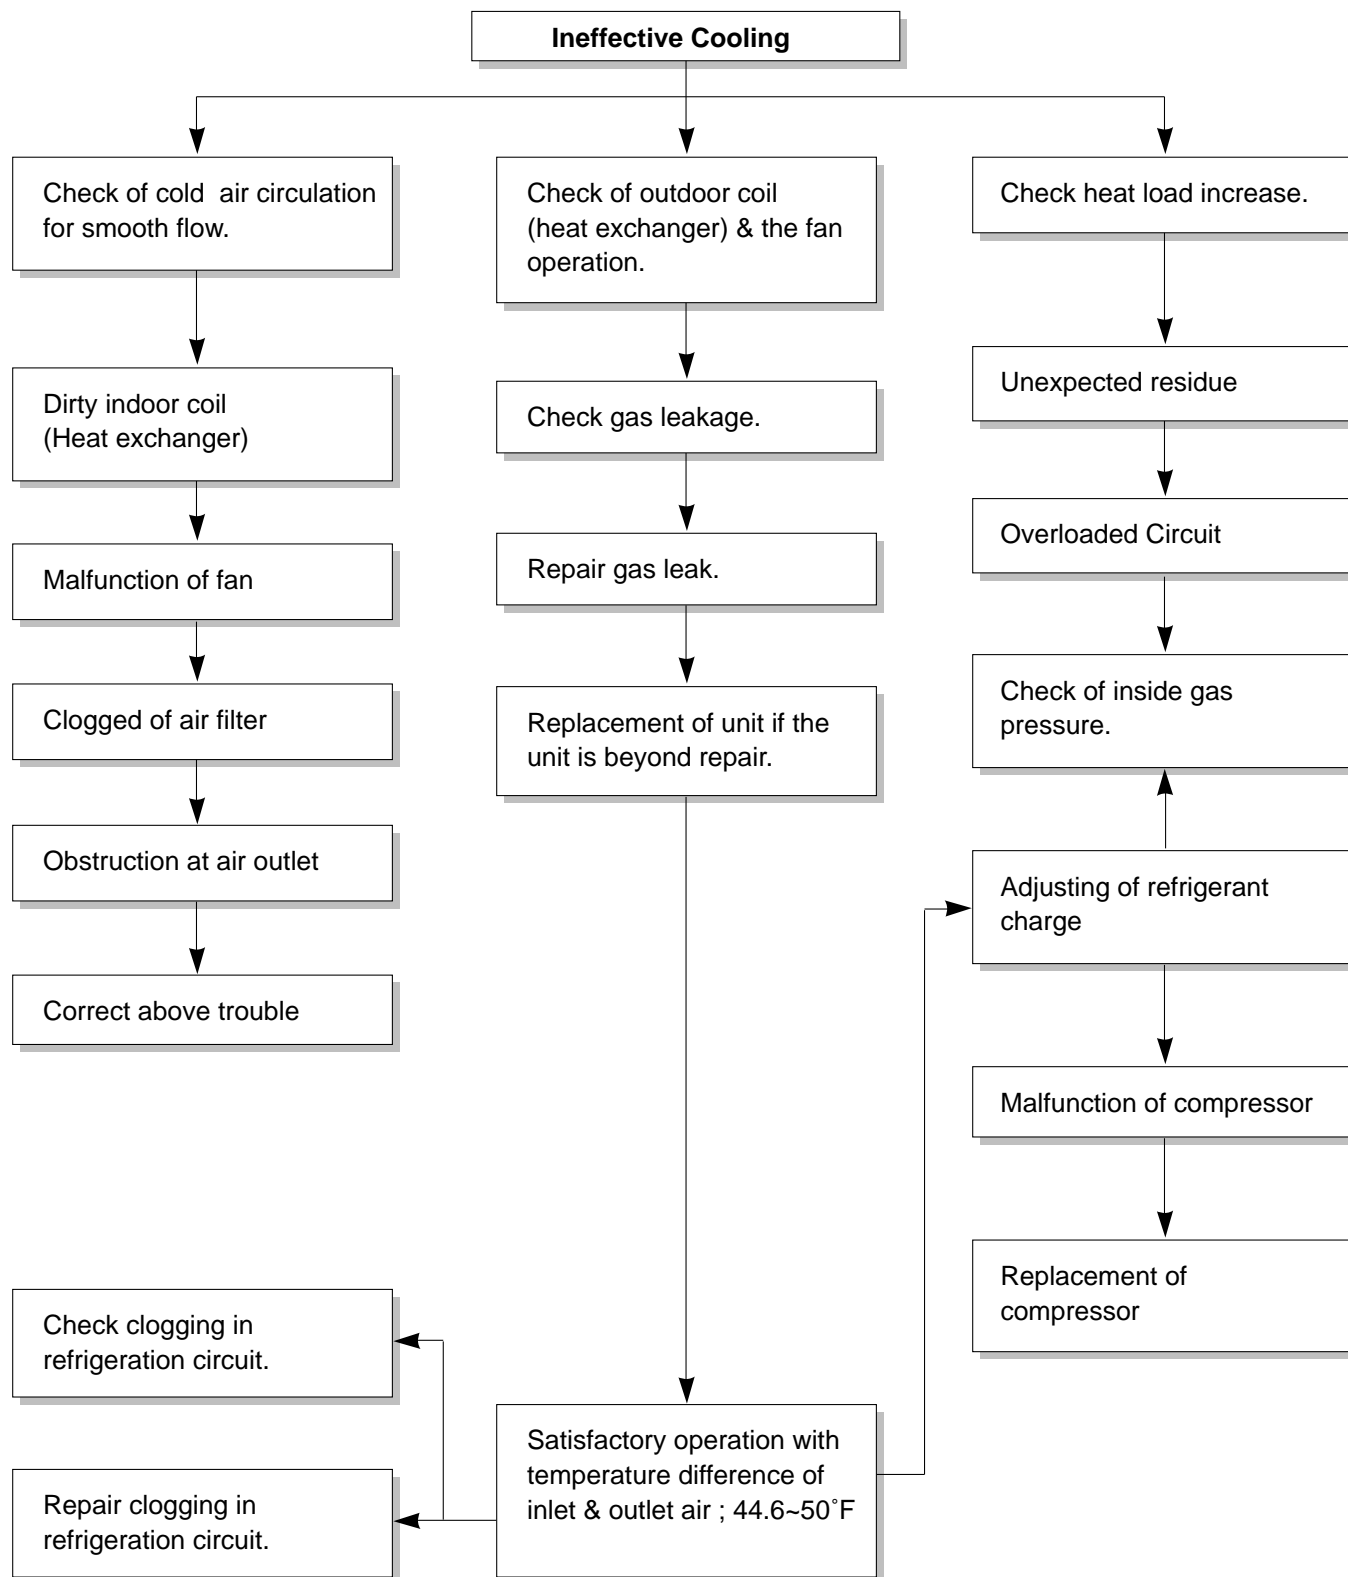 Ineffective Cooling
Check of cold air circulation
for smooth flow.
Dirty indoor coil
(Heat exchanger)
Malfunction of fan
Clogged of air filter
Obstruction at air outlet
Correct above trouble
Check clogging in
refrigeration circuit.
Repair clogging in
refrigeration circuit.
Check of outdoor coil
(heat exchanger) & the fan
operation.
Check gas leakage.
Repair gas leak.
Replacement of unit if the
unit is beyond repair.
Satisfactory operation with
temperature difference of
inlet & outlet air ; 44.6~50˚F
Check heat load increase.
Unexpected residue
Overloaded Circuit
Check of inside gas
pressure.
Adjusting of refrigerant
charge
Malfunction of compressor
Replacement of
compressor